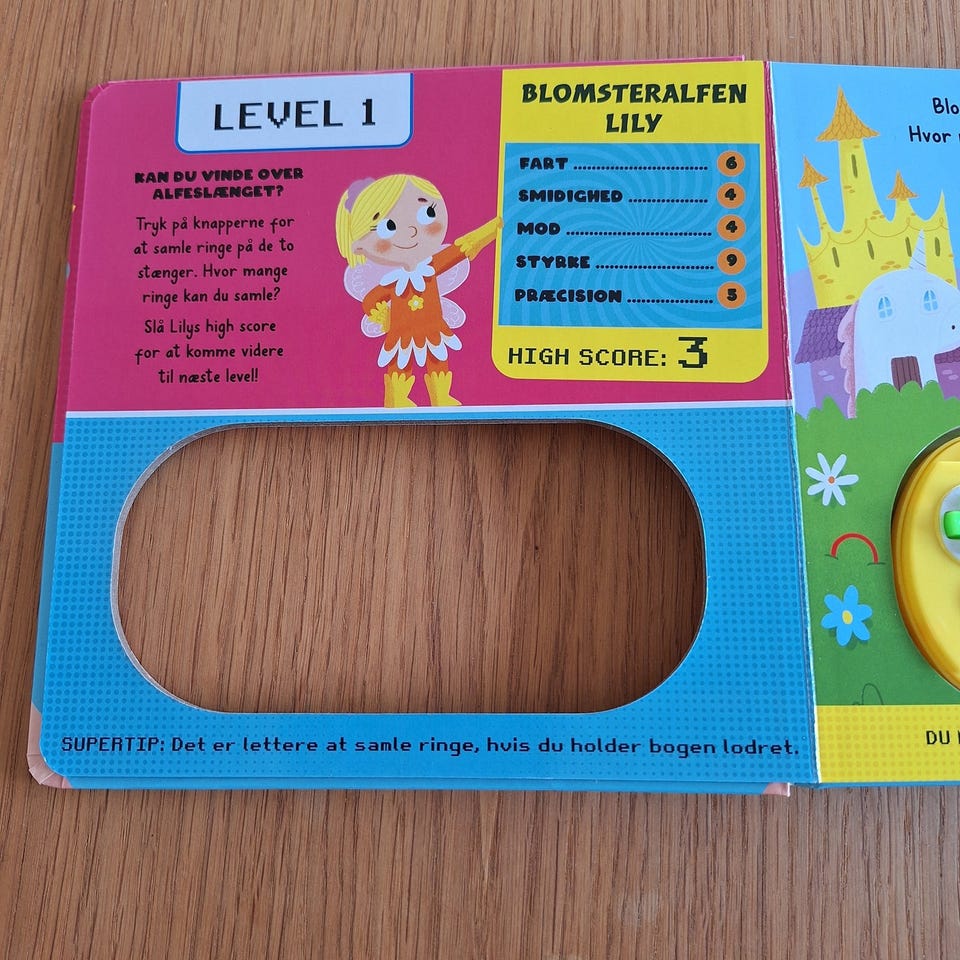 LEVEL 1
KAN DU VINDE OVER
ALFESLÆNGET?
Tryk på knapperne for
at samle ringe på de to
stænger. Hvor mange
ringe kan du samle?
Slå Lilys high score
for at komme videre
til næste level!
BLOMSTERALFEN
LILY
FART 6
SMIDIGHED 4
MOD 4
STYRKE 9
PRÆCISION 5
HIGH SCORE: 3
SUPERTIP: Det er lettere at samle ringe, hvis du holder bogen lodret.
Hvor
DU